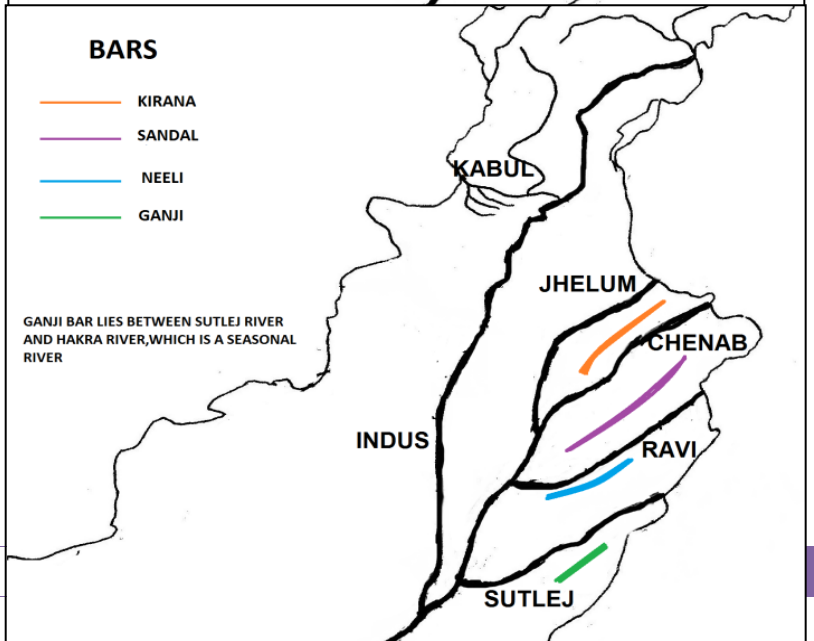 BARS
KIRANA
SANDAL
NEELI
GANJI
GANJI BAR LIES BETWEEN SUTLEJ RIVER
AND HAKRA RIVER,WHICH IS A SEASONAL
RIVER
KABUL
JHELUM
CHENAB
INDUS
RAVI
SUTLEJ